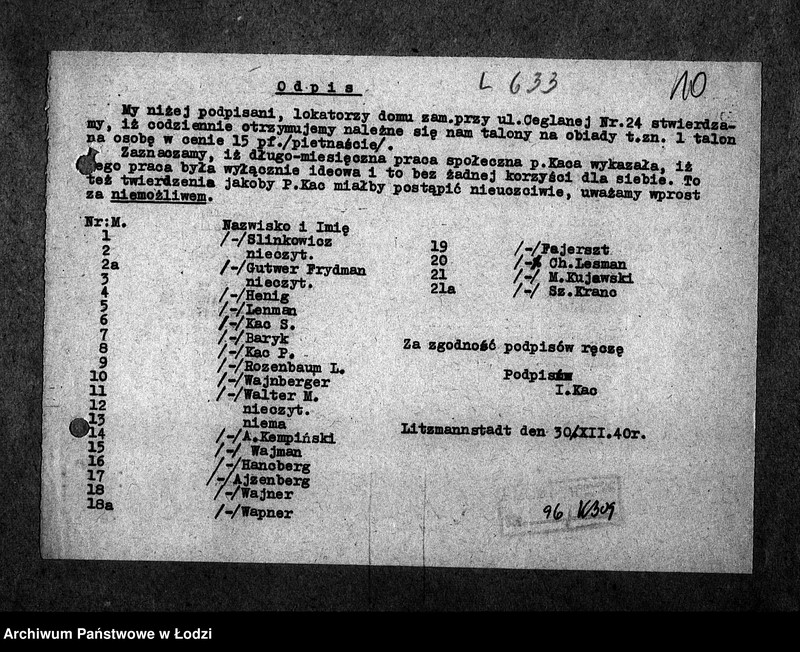 L 633
10
Odpis
My niżej podpisani, lokatorzy domu zam.przy ul.Ceglanej Nr.24 stwierdza-
my, iż codziennie otrzymujemy należne się nam talony na obiady t.zn. 1 talon
na osobę w cenie 15 pf./pietnaście/.
Zaznaczamy, iż długo-miesięczna praca społeczna p.Kaca wykazała, iż
jego praca była wyłącznie ideowa i to bez żadnej korzyści dla siebie. To
też twierdzenia jakoby P.Kac miałby postąpić nieuczciwie, uważamy wprost
za niemożliwem.
Nr:M. Nazwisko i Imię
1 /-/Slinkowicz
2 nieczyt.
2a /-/Gutwer Frydman
3 nieczyt.
4 /-/Henig
5 /-/Lenman
6 /-/Kac S.
7 /-/Baryk
8 /-/Kac P.
9 /-/Rozenbaum L.
10 /-/Wajnberger
11 /-/Walter M.
12 nieczyt.
13 niema
14 /-/A.Kempiński
15 /-/ Wajman
16 /-/Hancberg
17 /-/Ajzenberg
18 /-/Wajner
18a /-/Wapner
19 /-/Fajerszt
20 /-/ Ch.Lesman
21 /-/ M.Kujawski
21a /-/ Sz.Kranc
Za zgodność podpisów ręczę
Podpis
I.Kac
Litzmannstadt den 30/XII.40r.
96
Archiwum Państwowe w Łodzi